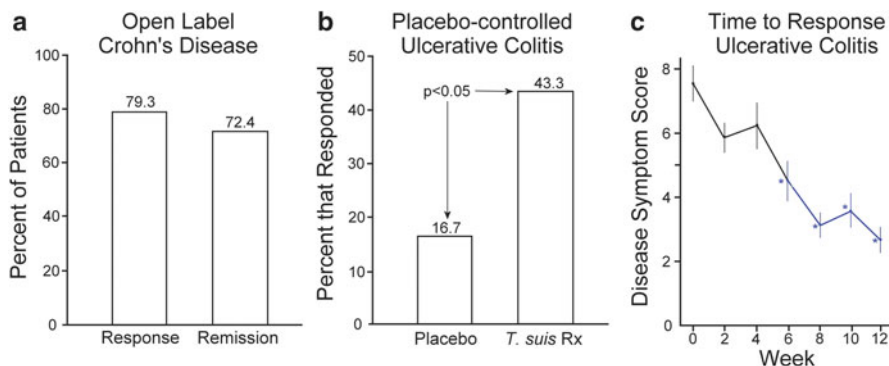 a
Open Label
Crohn's Disease
Percent of Patients
100
80
60
40
20
0
79.3
72.4
Response
Remission
b
Placebo-controlled
Ulcerative Colitis
Percent that Responded
50
40
30
20
10
0
p<0.05
43.3
16.7
Placebo
T. suis Rx
c
Time to Response
Ulcerative Colitis
Disease Symptom Score
8
6
4
2
0
* * * *
0 2 4 6 8 10 12
Week